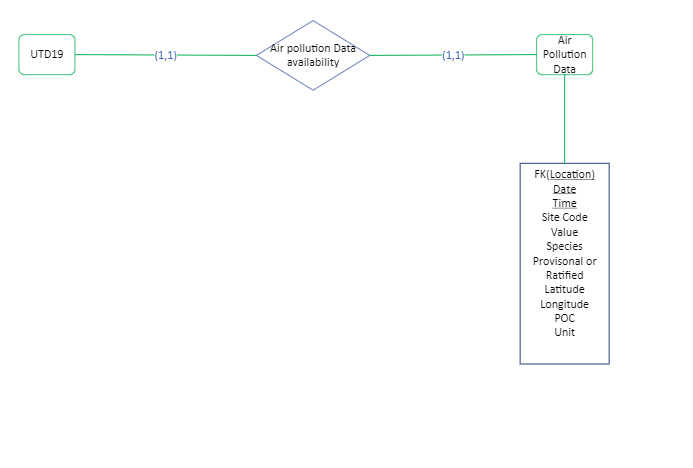 UTD19
(1,1)
Air pollution Data
availability
(1,1)
Air
Pollution
Data
FK(Location)
Date
Time
Site Code
Value
Species
Provisonal or
Ratified
Latitude
Longitude
POC
Unit